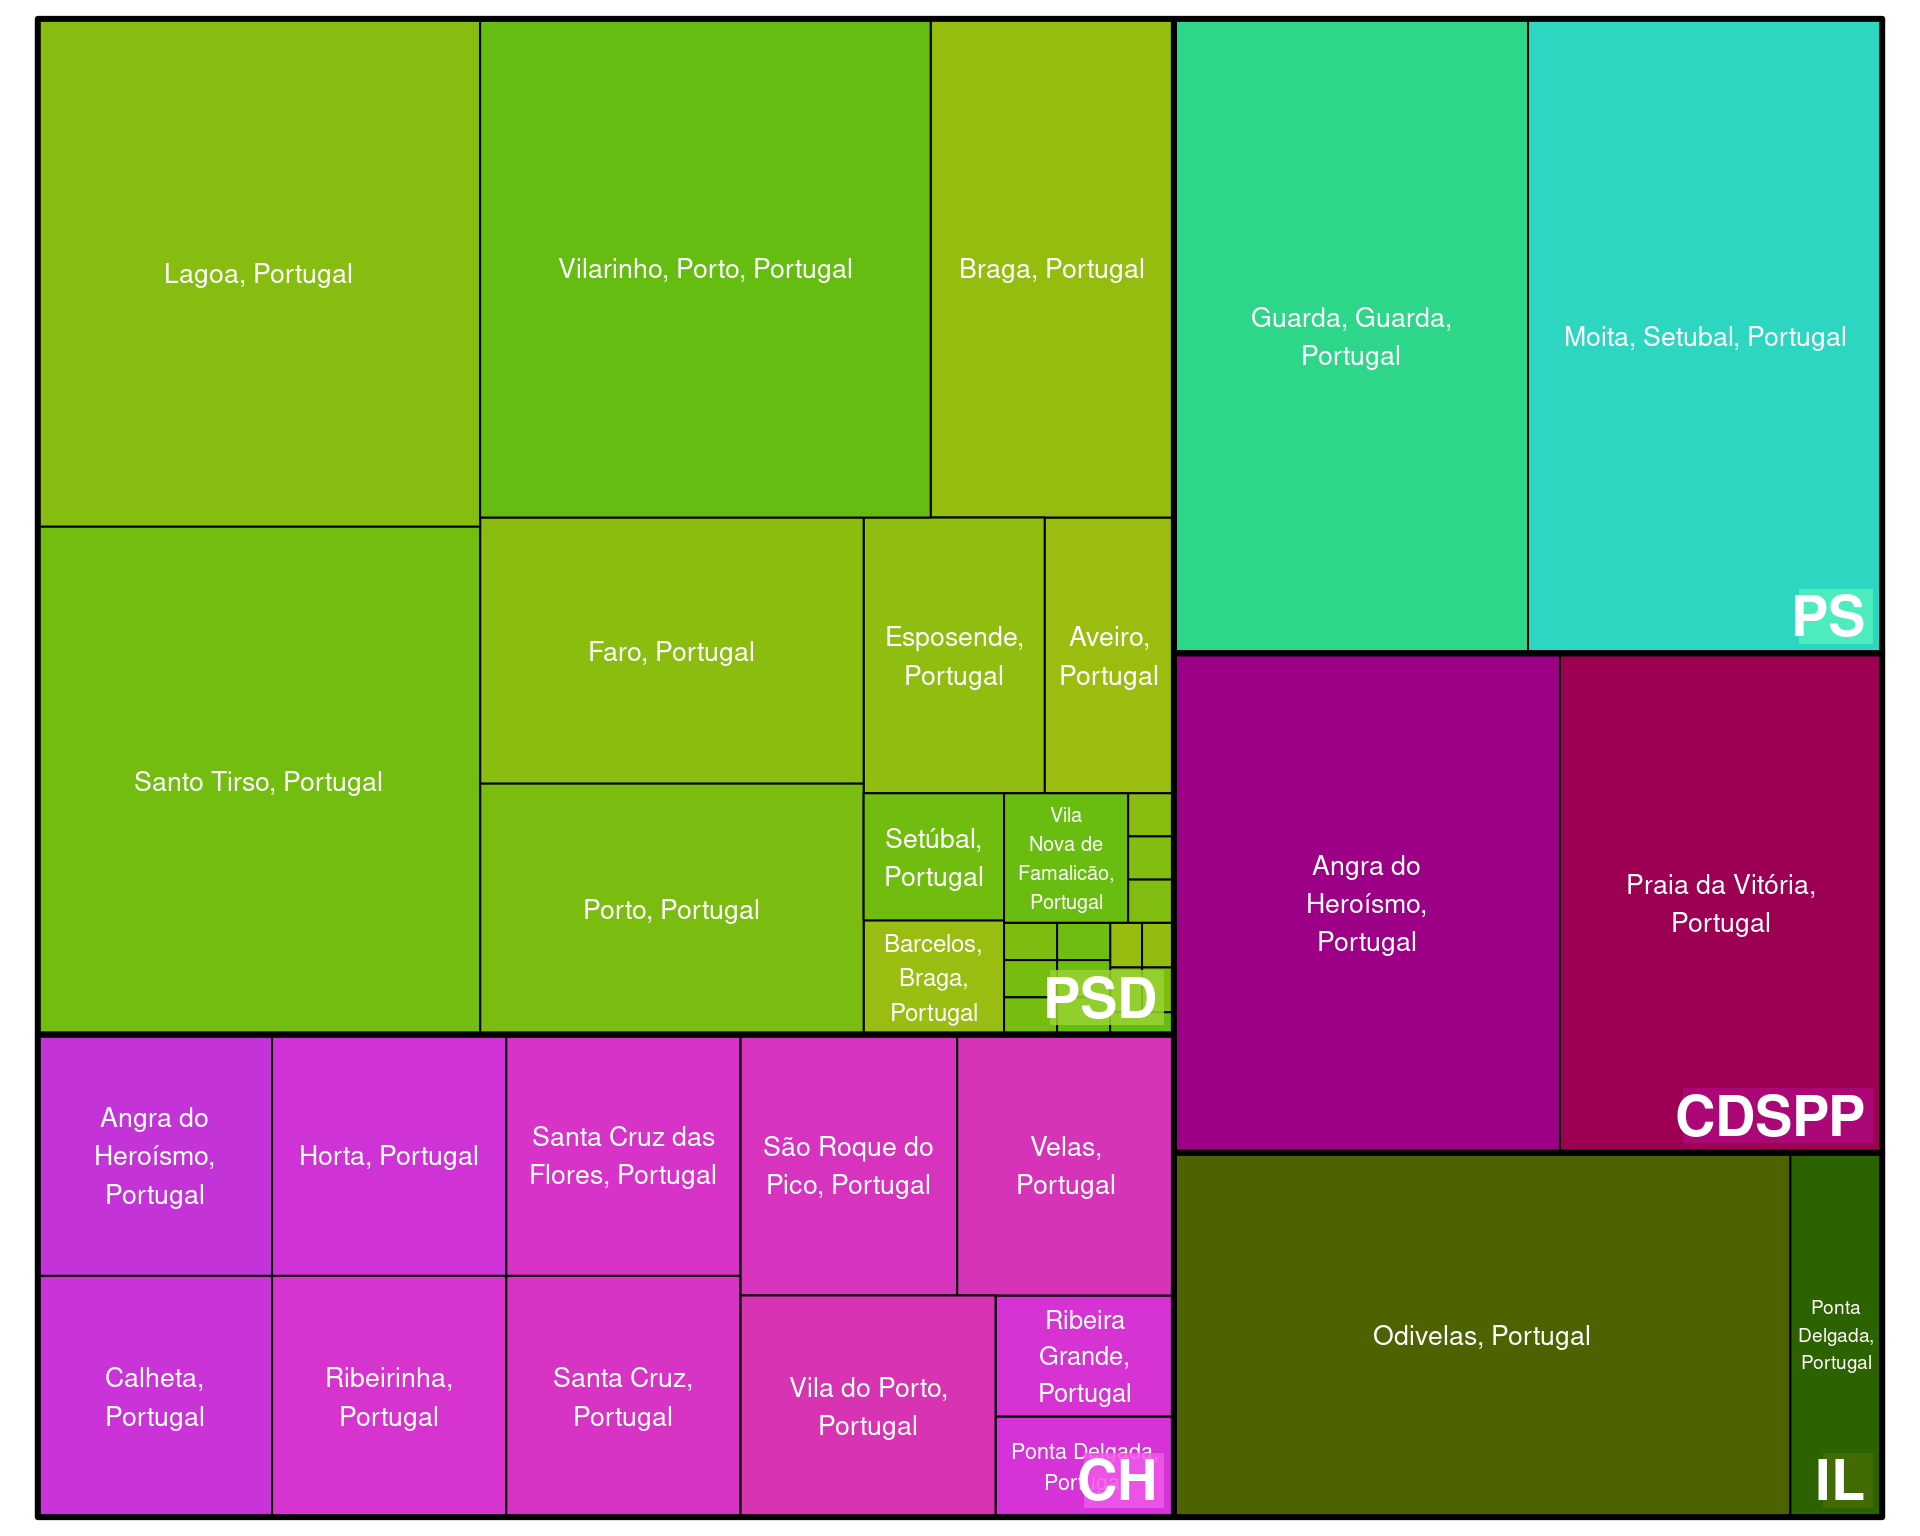 Lagoa, Portugal
Vilarinho, Porto, Portugal
Braga, Portugal
Santo Tirso, Portugal
Faro, Portugal
Esposende,
Portugal
Aveiro,
Portugal
Porto, Portugal
Setúbal,
Portugal
Vila
Nova de
Famalicão,
Portugal
Barcelos,
Braga,
Portugal
PSD
Guarda, Guarda,
Portugal
Moita, Setubal, Portugal
PS
Angra do
Heroísmo,
Portugal
Praia da Vitória,
Portugal
CDSPP
Angra do
Heroísmo,
Portugal
Horta, Portugal
Santa Cruz das
Flores, Portugal
São Roque do
Pico, Portugal
Velas,
Portugal
Calheta,
Portugal
Ribeirinha,
Portugal
Santa Cruz,
Portugal
Vila do Porto,
Portugal
Ribeira
Grande,
Portugal
Ponta Delgada,
Portugal
CH
Odivelas, Portugal
Ponta
Delgada,
Portugal
IL